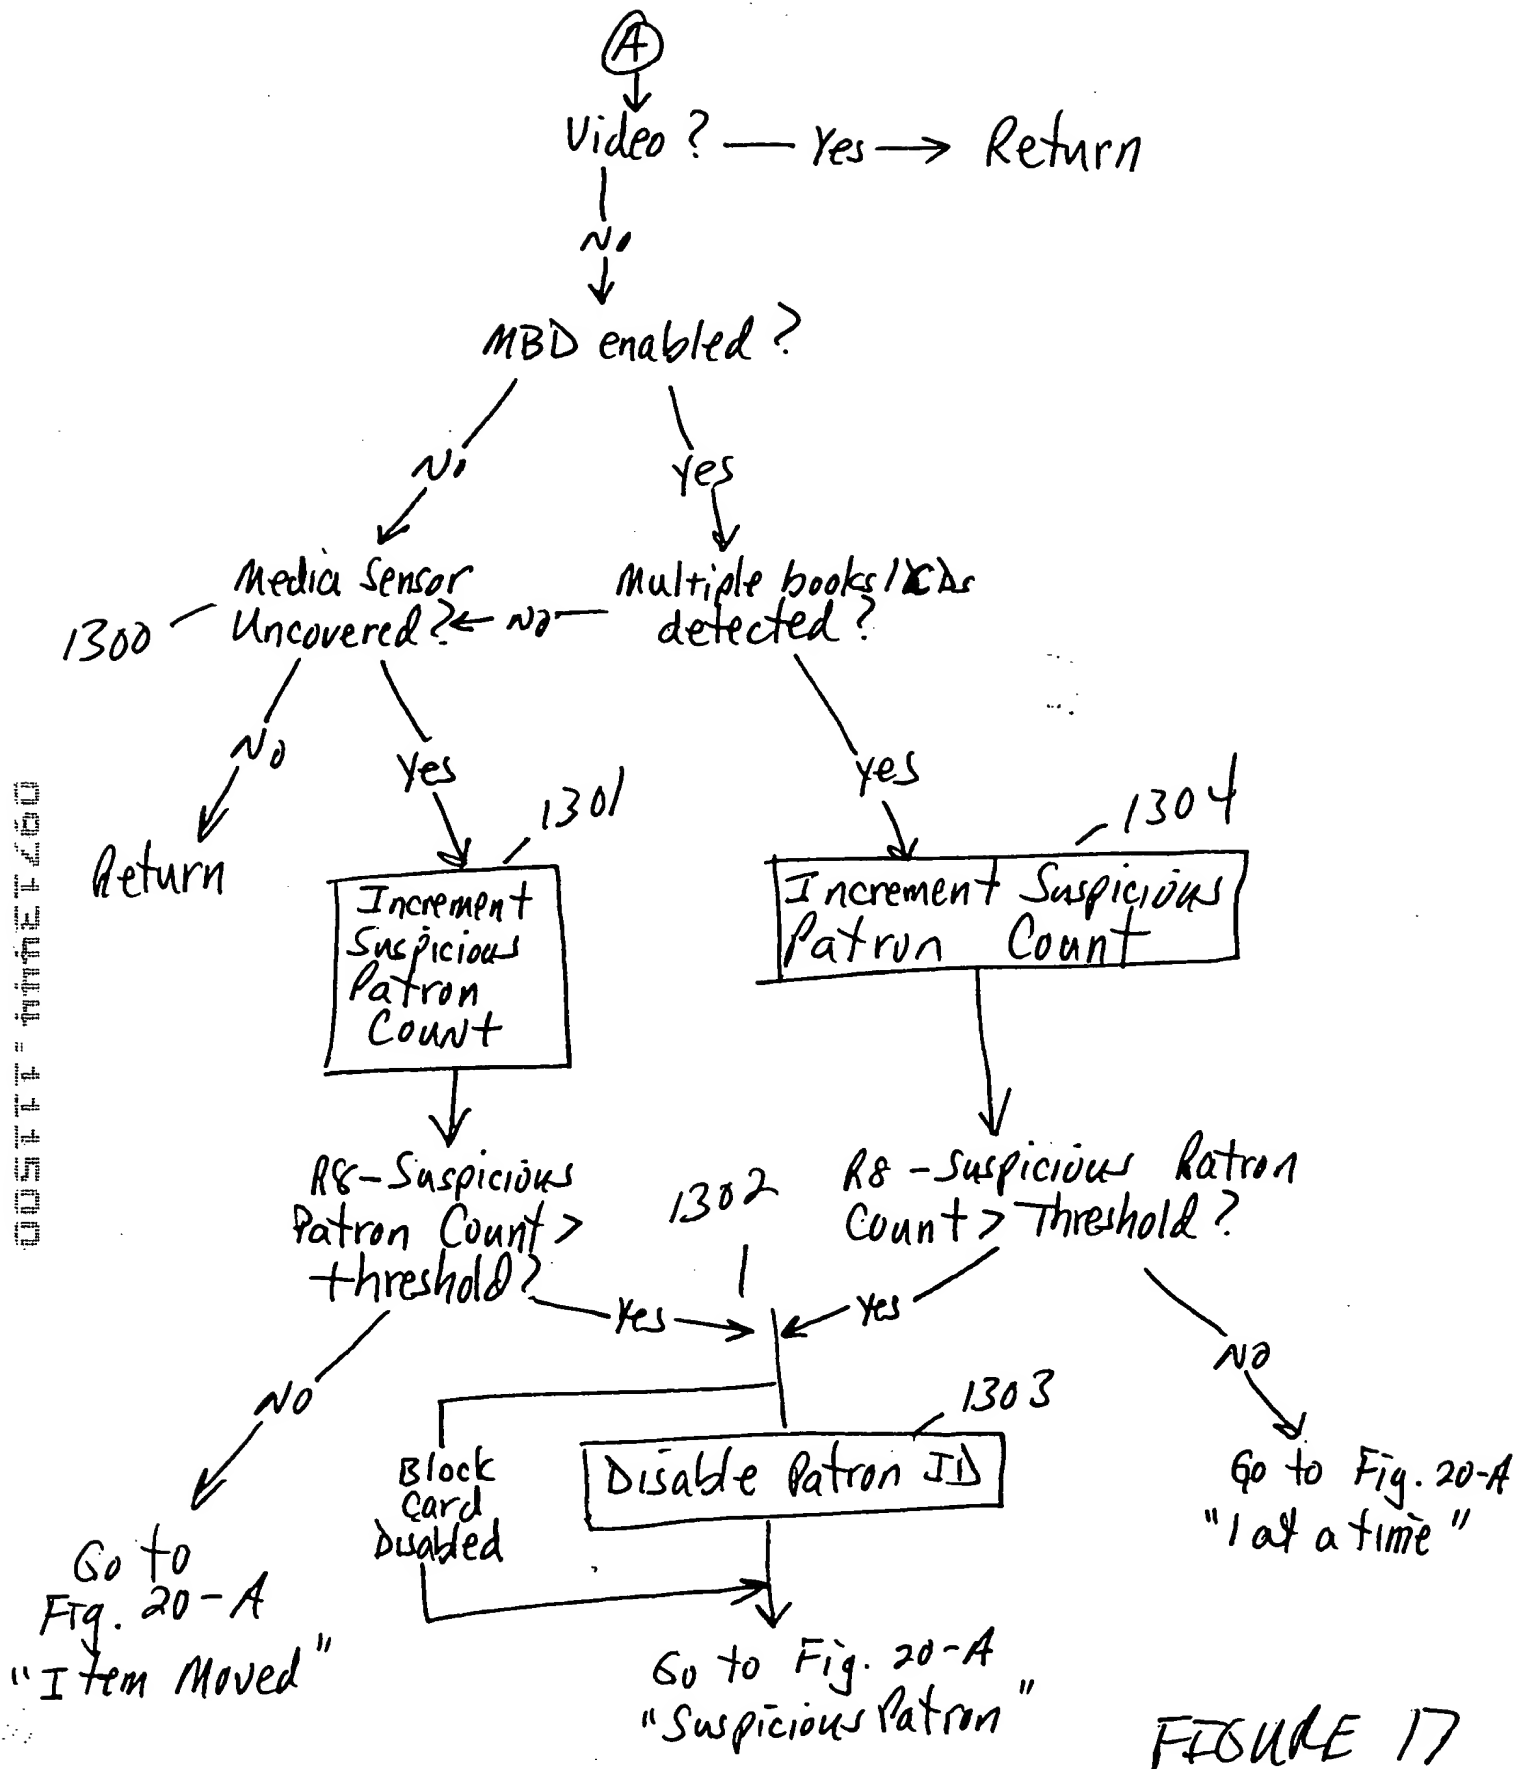 A
Video? — Yes → Return
No
MBD enabled?
No
Yes
Media Sensor
Uncovered?
1300
No
Multiple books/CDs
detected?
No
Yes
Yes
1301
1304
Return
Increment
Suspicious
Patron
Count
Increment Suspicious
Patron Count
R8-Suspicious
Patron Count >
threshold?
1302
R8-Suspicious Patron
Count > Threshold?
Yes
Yes
No
NO
1303
Block
Card
Disabled
Disable Patron ID
Go to Fig. 20-A
"1 at a time"
Go to
Fig. 20-A
"Item Moved"
Go to Fig. 20-A
"Suspicious Patron"
FIGURE 17